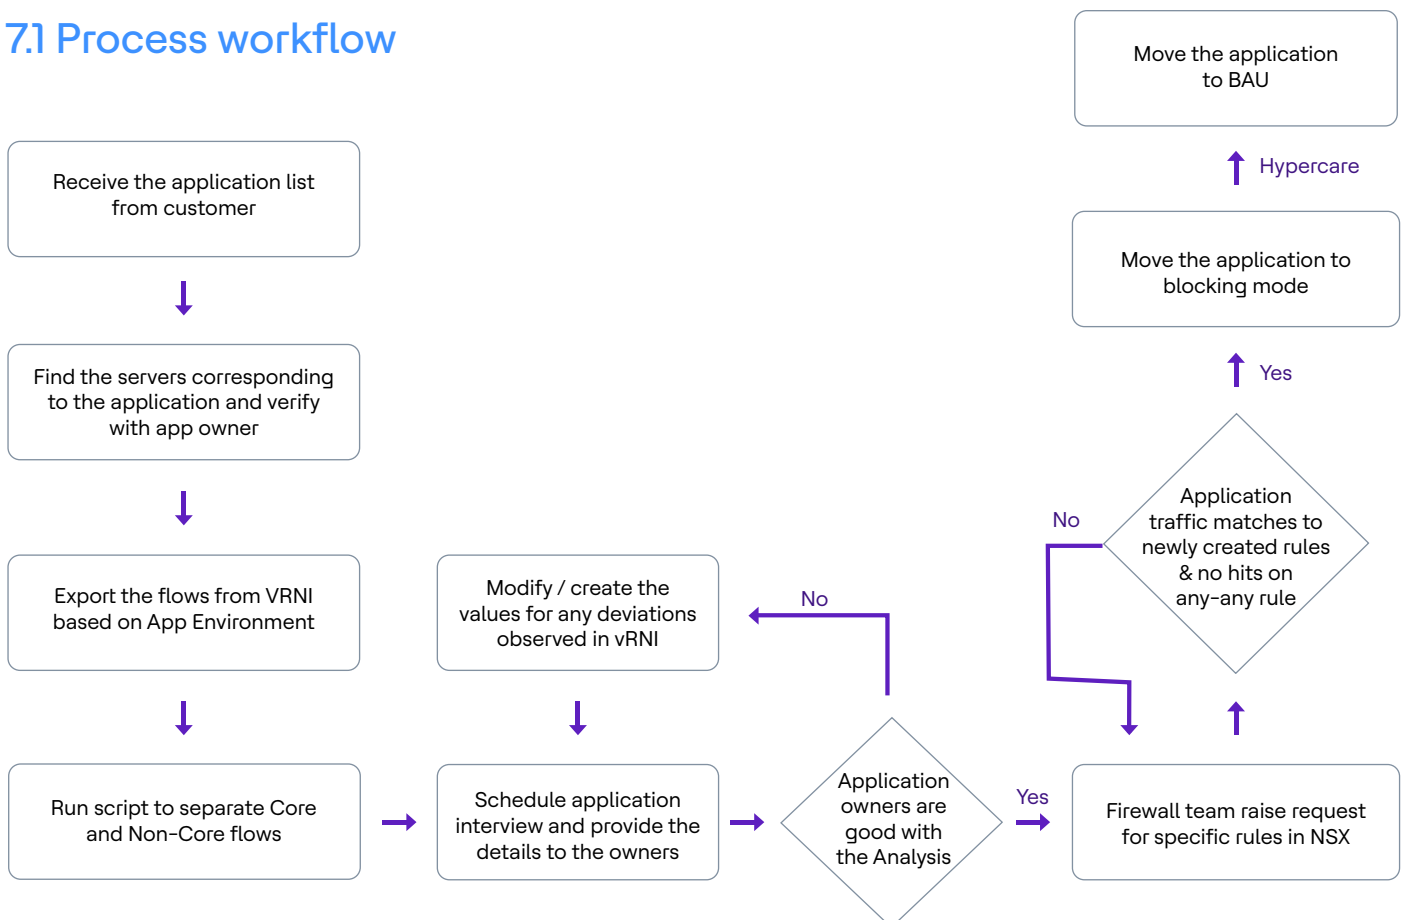 7.1 Process workflow
Receive the application list
from customer
Find the servers corresponding
to the application and verify
with app owner
Export the flows from VRNI
based on App Environment
Run script to separate Core
and Non-Core flows
Modify / create the
values for any deviations
observed in vRNI
Schedule application
interview and provide the
details to the owners
No
Application
owners are
good with
the Analysis
Yes
Firewall team raise request
for specific rules in NSX
No
Application
traffic matches to
newly created rules
& no hits on
any-any rule
Yes
Move the application to
blocking mode
Hypercare
Move the application
to BAU